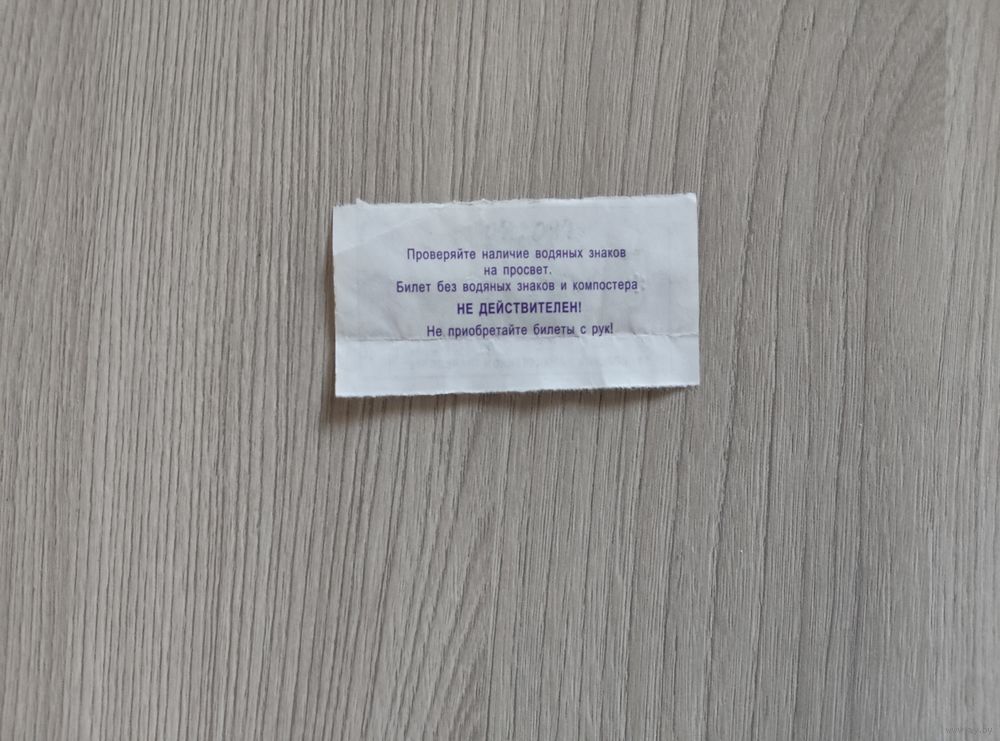 Проверяйте наличие водяных знаков
на просвет.
Билет без водяных знаков и компостера
НЕ ДЕЙСТВИТЕЛЕН!
Не приобретайте билеты с рук!